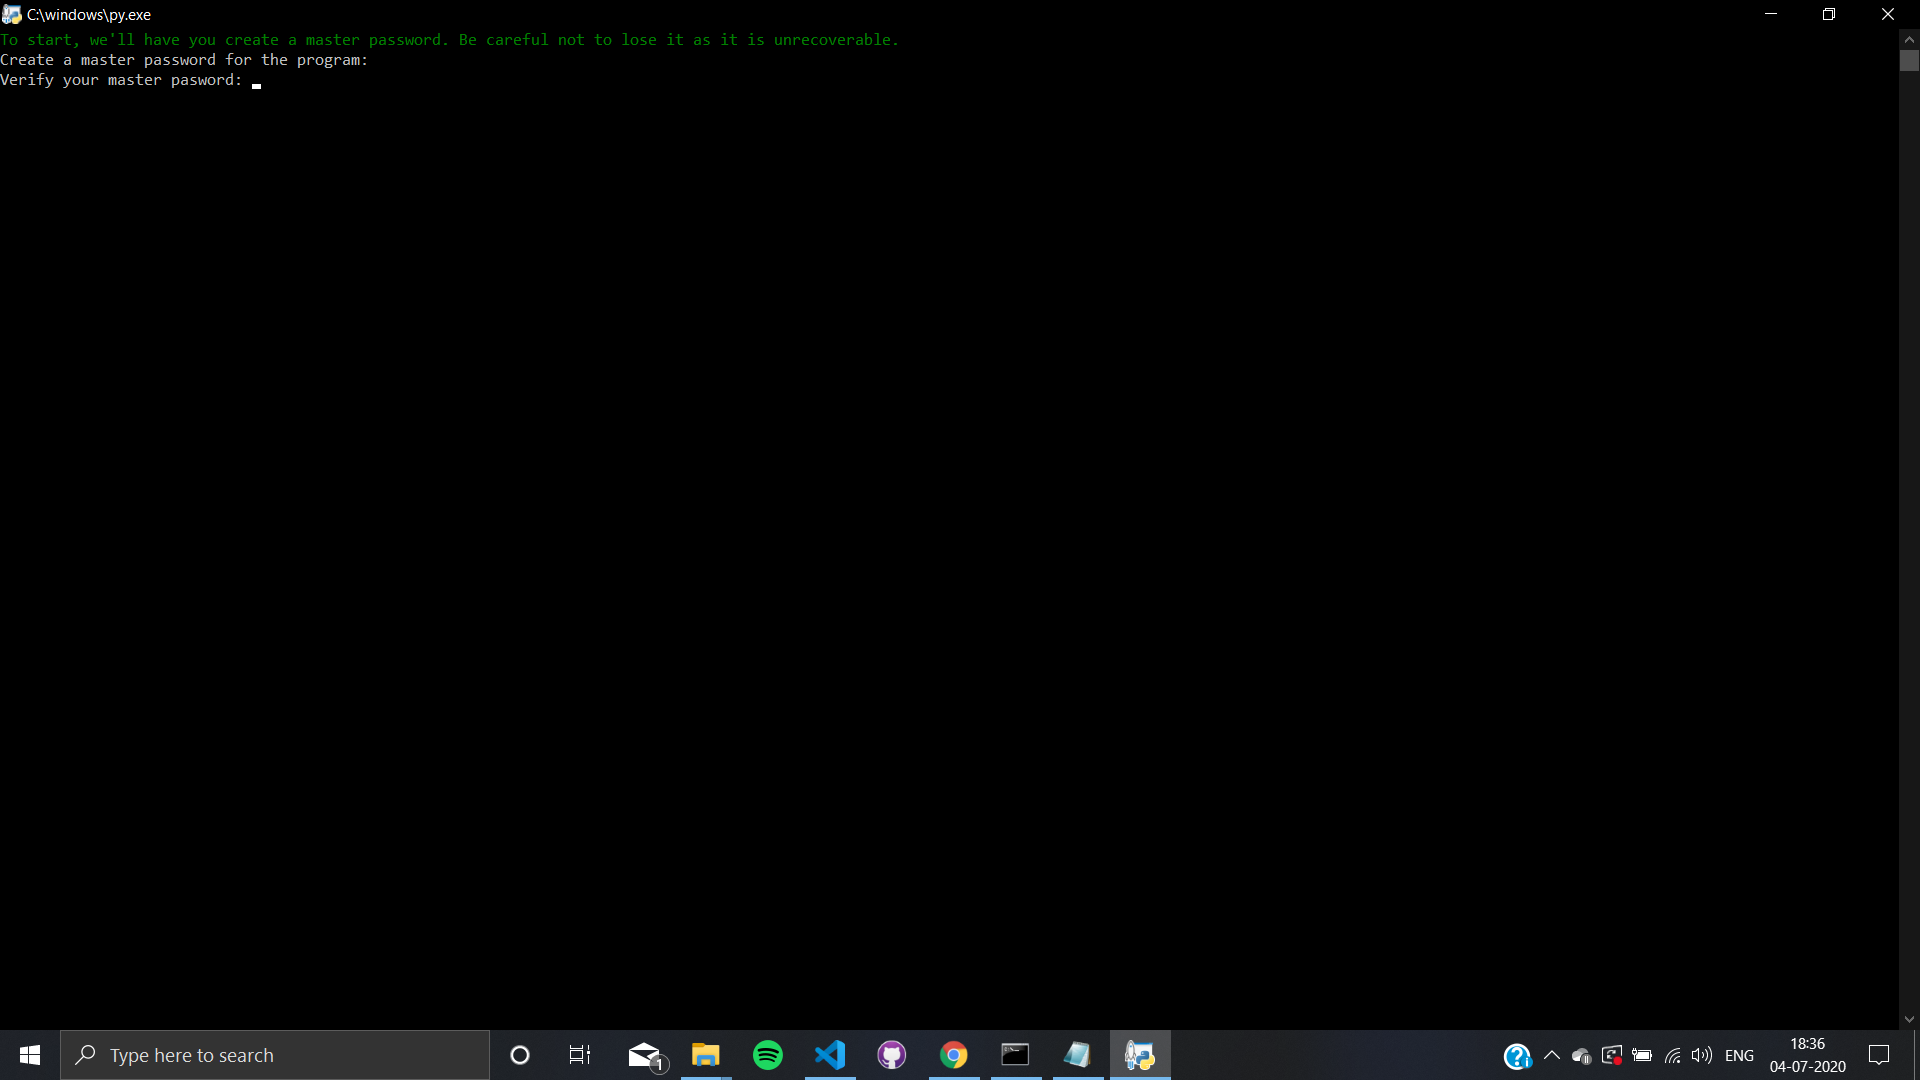 C:\windows\py.exe
To start, we'll have you create a master password. Be careful not to lose it as it is unrecoverable.
Create a master password for the program:
Verify your master pasword:
Type here to search
1
ENG
18:36
04-07-2020